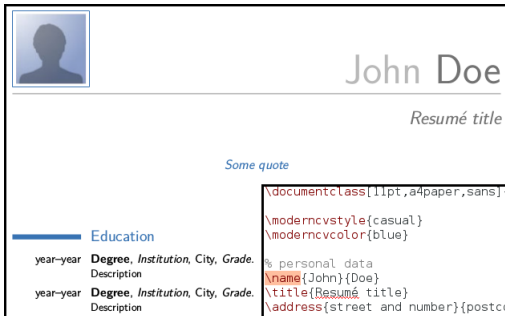 John Doe
Resumé title
Some quote
Education
year–year Degree, Institution, City, Grade.
Description
year–year Degree, Institution, City, Grade.
Description
\documentclass[11pt,a4paper,sans]{
\moderncvstyle{casual}
\moderncvcolor{blue}
% personal data
\name{John}{Doe}
\title{Resumé title}
\address{street and number}{postco